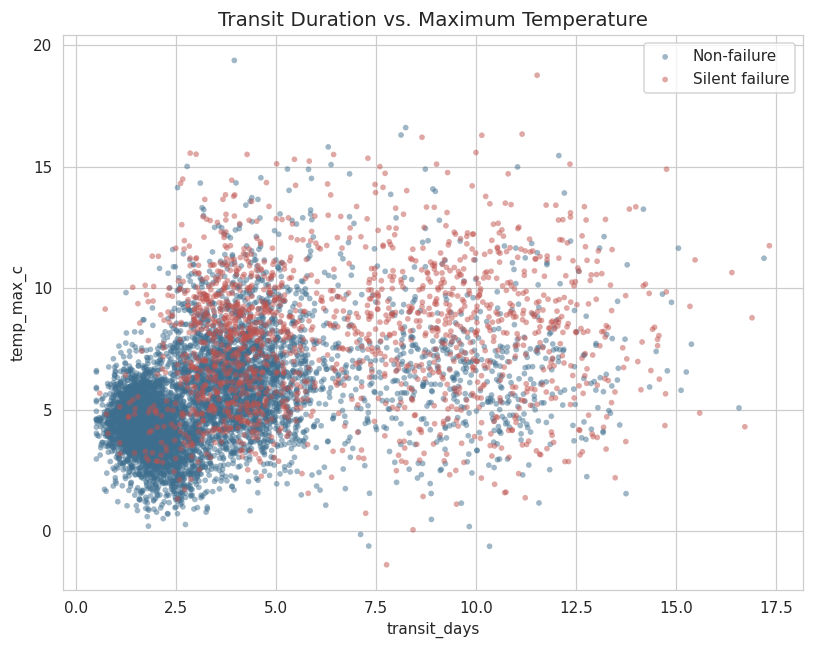 Transit Duration vs. Maximum Temperature
Non-failure
Silent failure
temp_max_c
20
15
10
5
0
0.0 2.5 5.0 7.5 10.0 12.5 15.0 17.5
transit_days